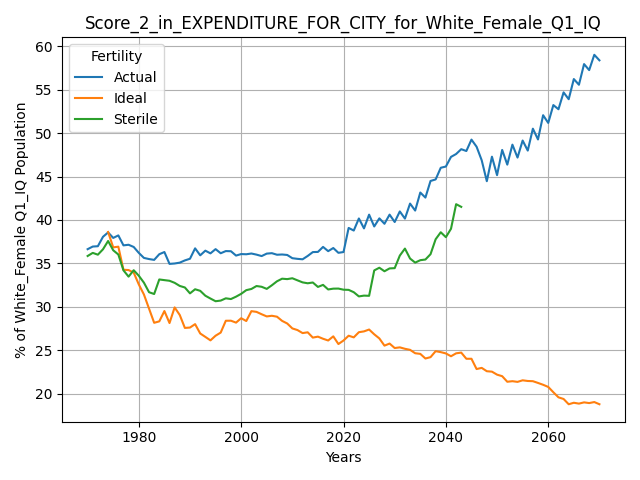 Score_2_in_EXPENDITURE_FOR_CITY_for_White_Female_Q1_IQ
Fertility
Actual
Ideal
Sterile
% of White_Female Q1_IQ Population
60
55
50
45
40
35
30
25
20
1980
2000
2020
2040
2060
Years